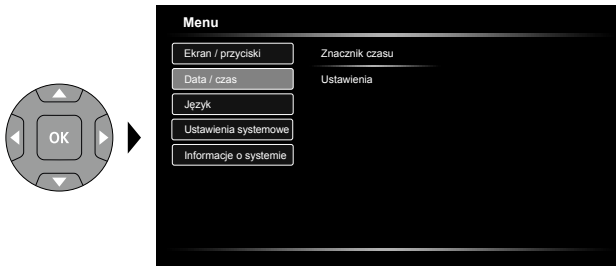 Menu
Ekran / przyciski
Znacznik czasu
Data / czas
Ustawienia
Język
OK
Ustawienia systemowe
Informacje o systemie